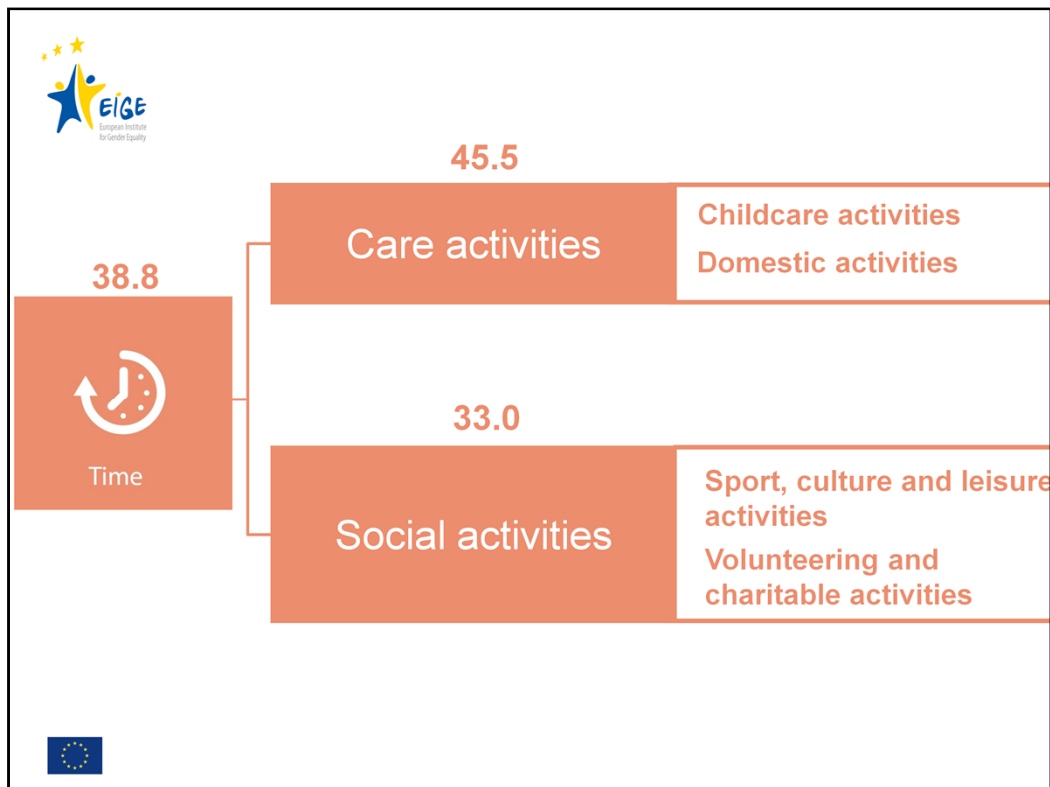 EIGE
European Institute
for Gender Equality
45.5
Care activities
Childcare activities
Domestic activities
38.8
Time
33.0
Social activities
Sport, culture and leisure
activities
Volunteering and
charitable activities